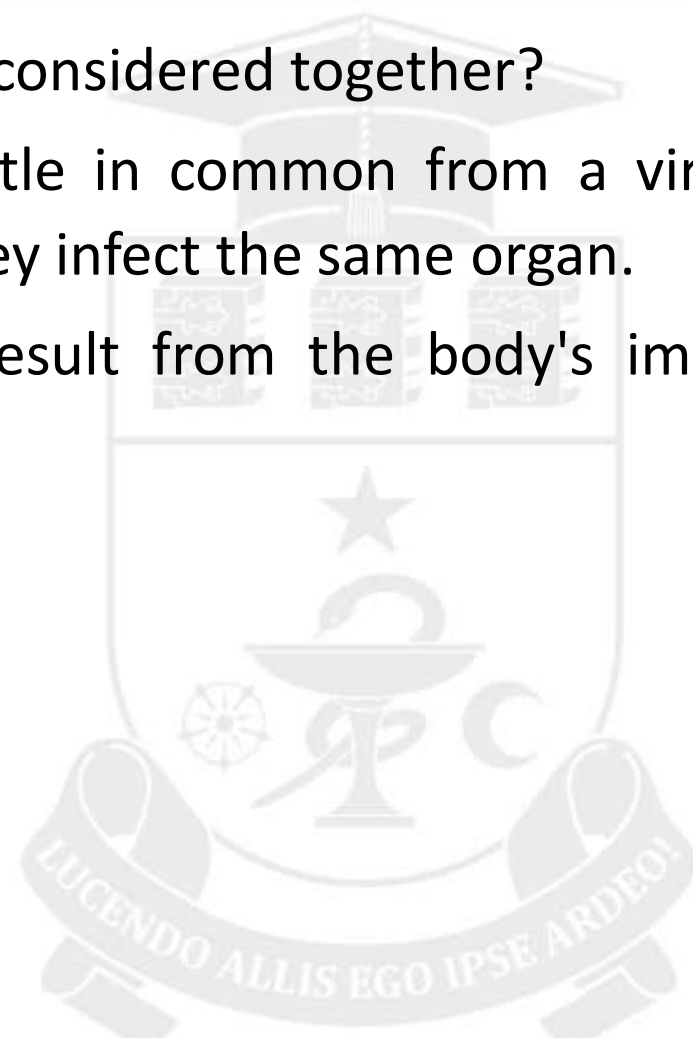 considered together?
tle in common from a vir
ey infect the same organ.
esult from the body's im
LUCENDO ALLIS EGO IPSE ARDEO!